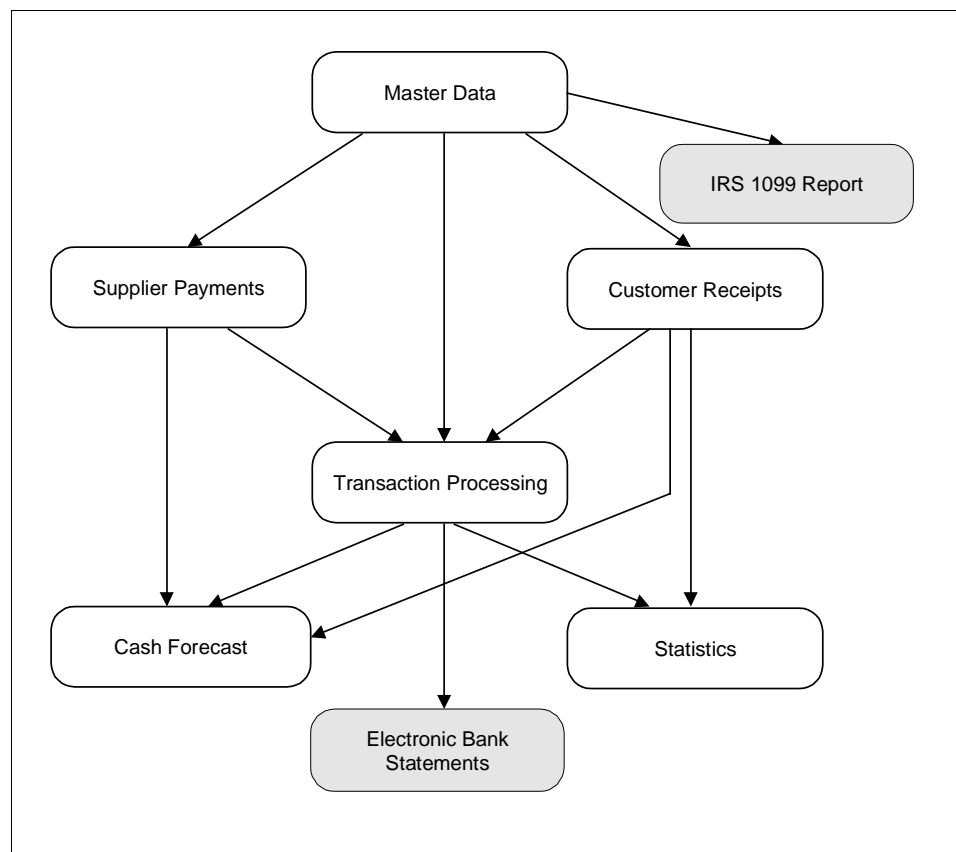 Master Data
IRS 1099 Report
Supplier Payments
Customer Receipts
Transaction Processing
Cash Forecast
Statistics
Electronic Bank
Statements